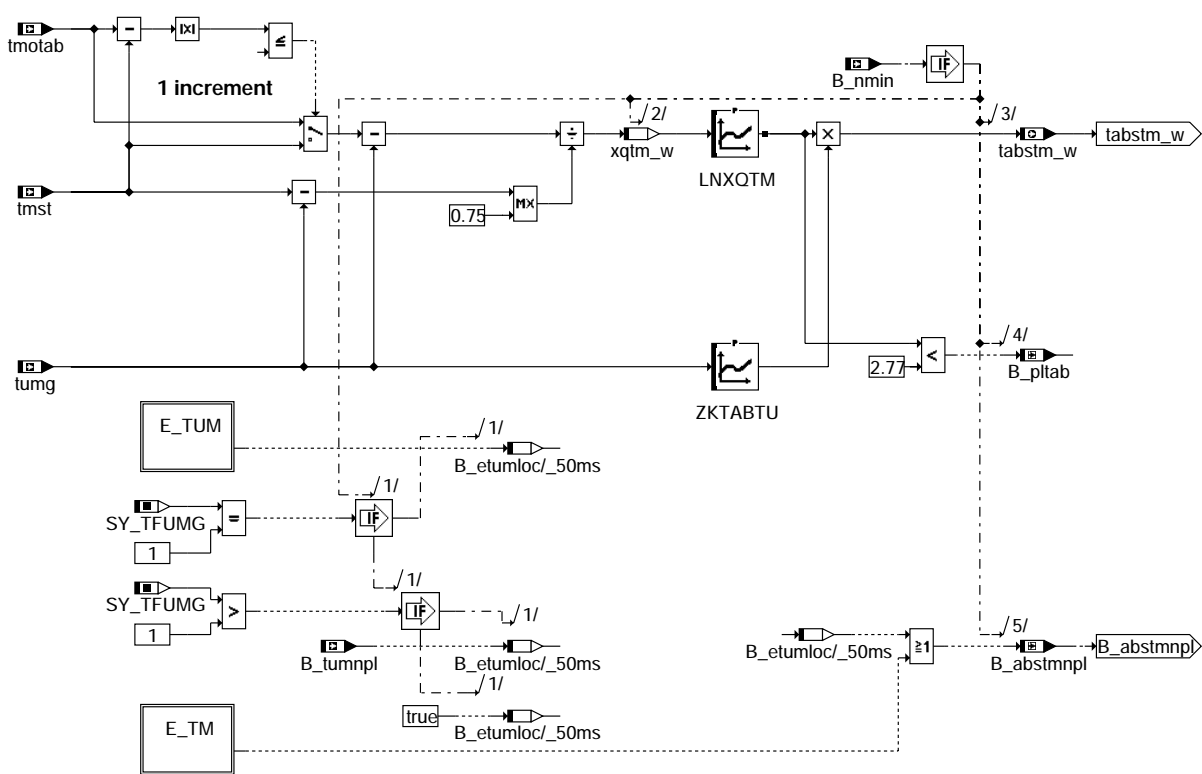 tmotab
|X|
≤
1 increment
B_nmin
IF
2/
3/
xqtm_w
LNXQTM
tabstm_w
tabstm_w
tmst
0.75
MX
4/
2.77
<
B_pltab
tumg
ZKTABTU
E_TUM
1/
B_etumloc/_50ms
1/
SY_TFUMG
=
IF
1
1/
SY_TFUMG
>
IF
1/
1
B_tumnpl
B_etumloc/_50ms
B_etumloc/_50ms
≥1
5/
B_abstmnpl
B_abstmnpl
1/
true
B_etumloc/_50ms
E_TM